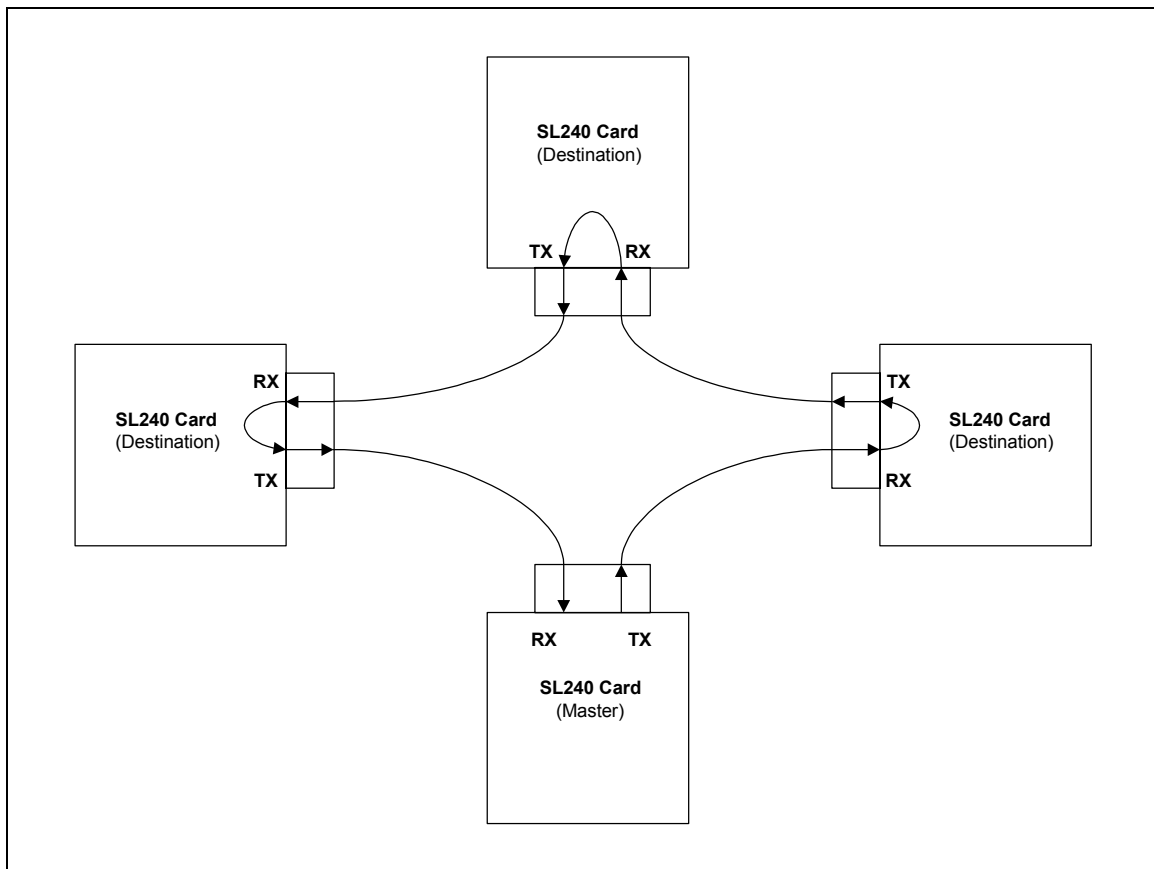 SL240 Card
(Destination)
TX RX
RX
SL240 Card
(Destination)
TX
TX
SL240 Card
(Destination)
RX
RX TX
SL240 Card
(Master)